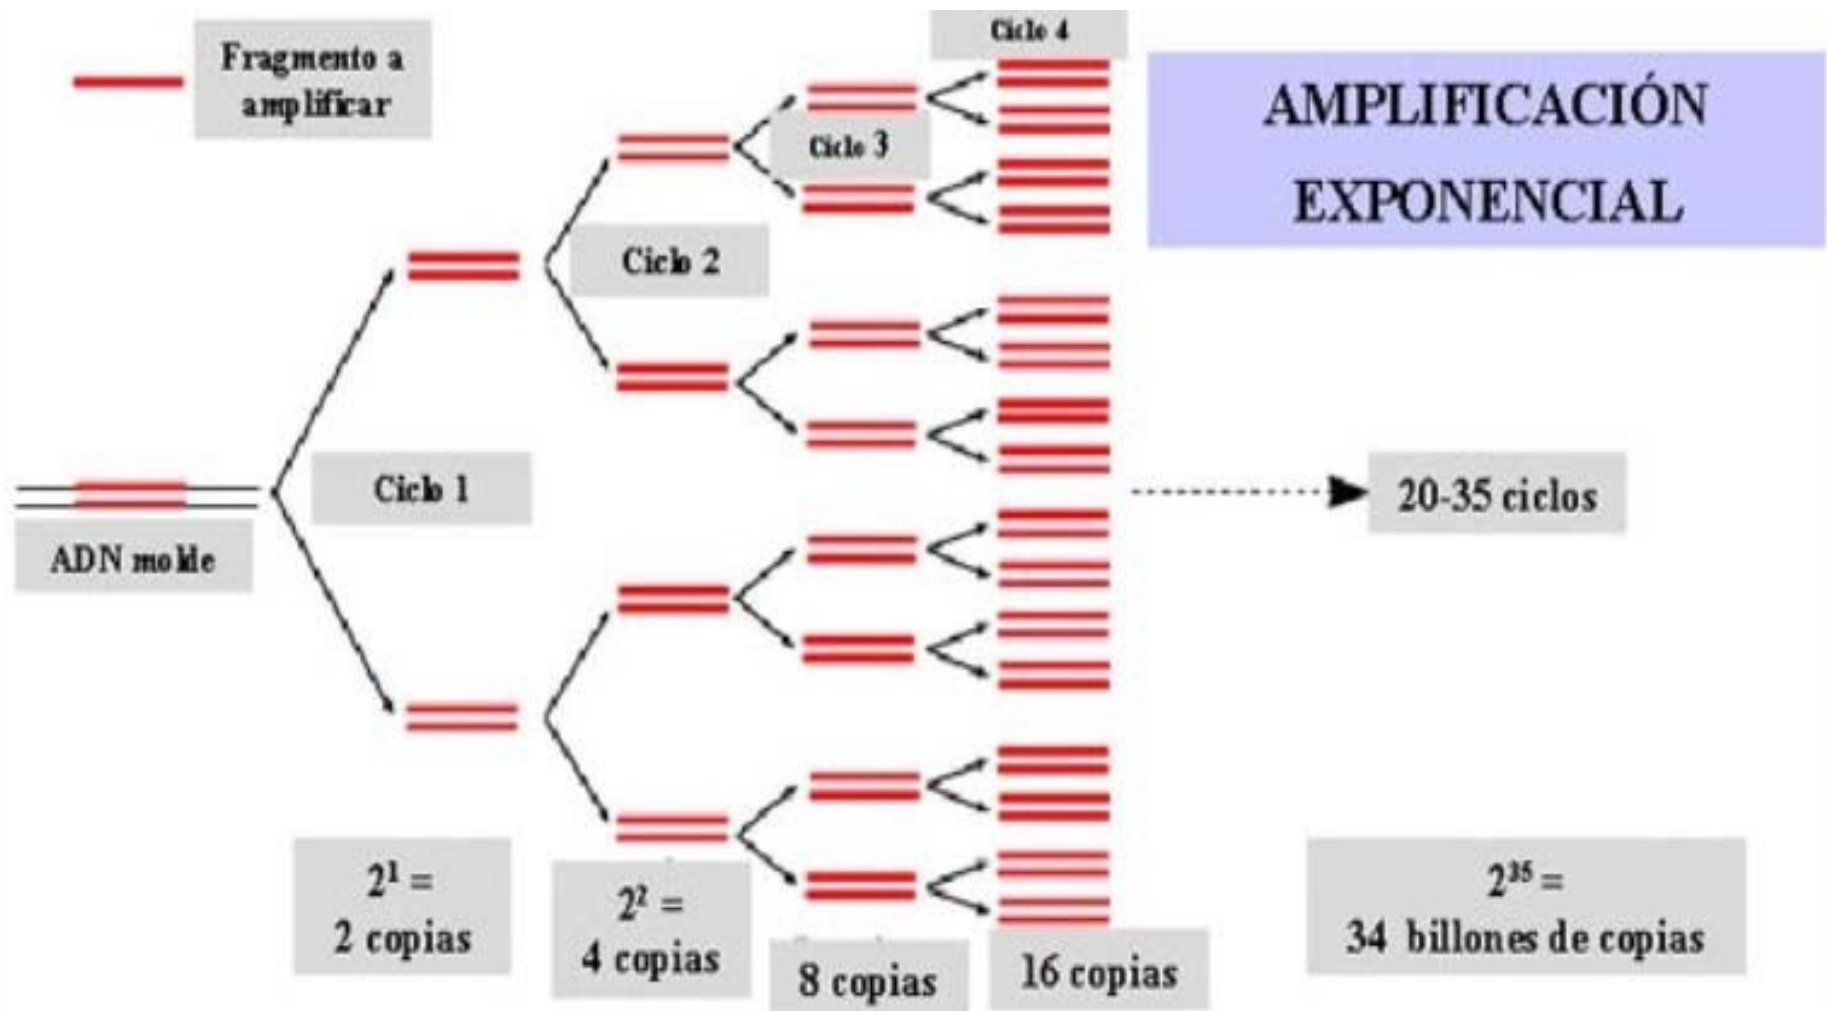 Fragmento a
amplificar
Ciclo 4
AMPLIFICACIÓN
EXPONENCIAL
Ciclo 3
Ciclo 2
Ciclo 1
ADN molde
20-35 ciclos
2¹ =
2 copias
2² =
4 copias
8 copias
16 copias
2³⁵ =
34 billones de copias